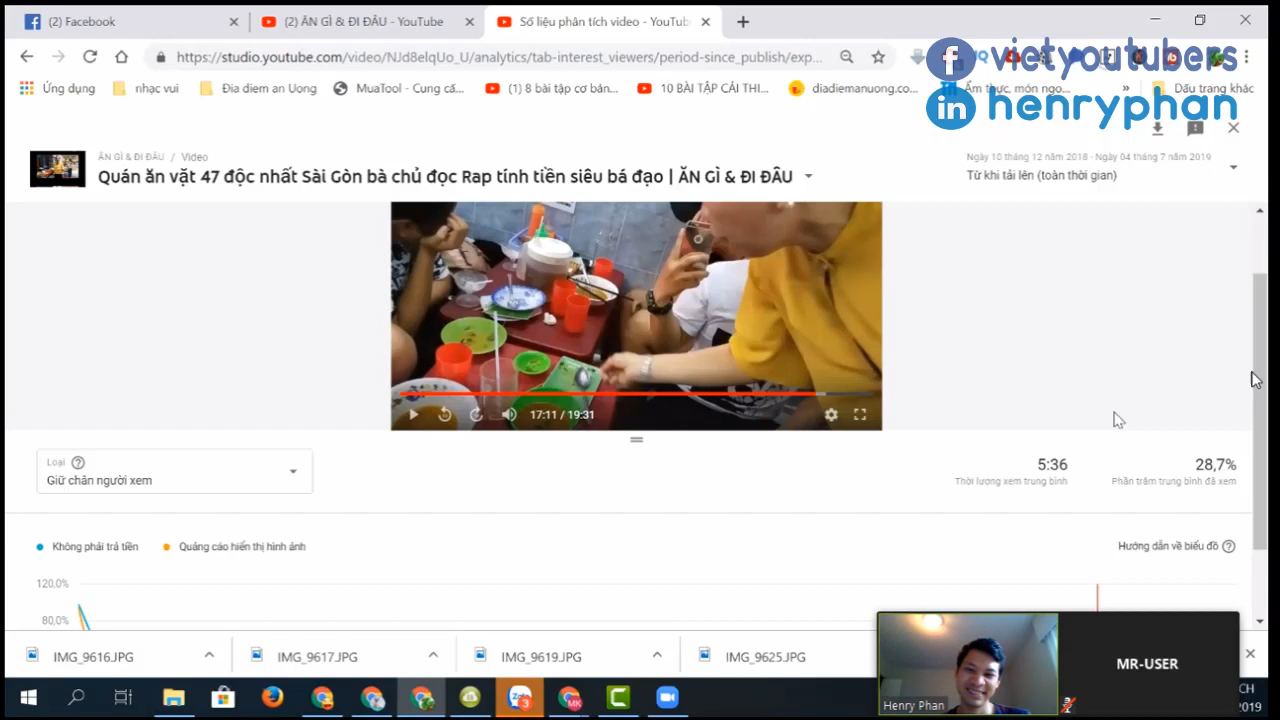 (2) Facebook
(2) ĂN GÌ & ĐI ĐÂU - YouTube
Số liệu phân tích video - YouTub
https://studio.youtube.com/video/NJd8elqUo_U/analytics/tab-interest_viewers/period-since_publish/exp...
vietyoutubers
henryphan
Ứng dụng
nhạc vui
Đia diem an Uong
MuaTool - Cung cấ...
(1) 8 bài tập cơ bản...
10 BÀI TẬP CẢI THI...
diadiemanuong.co...
Ẩm thực, món ngo...
Dấu trang khác
ĂN GÌ & ĐI ĐÂU / Video
Quán ăn vặt 47 độc nhất Sài Gòn bà chủ đọc Rap tính tiền siêu bá đạo | ĂN GÌ & ĐI ĐÂU
Ngày 10 tháng 12 năm 2018 - Ngày 04 tháng 7 năm 2019
Từ khi tải lên (toàn thời gian)
17:11 / 19:31
Loại
Giữ chân người xem
5:36
Thời lượng xem trung bình
28,7%
Phần trăm trung bình đã xem
Không phải trả tiền
Quảng cáo hiển thị hình ảnh
Hướng dẫn về biểu đồ
120,0%
80,0%
IMG_9616.JPG
IMG_9617.JPG
IMG_9619.JPG
IMG_9625.JPG
Henry Phan
MR-USER
CH
2019